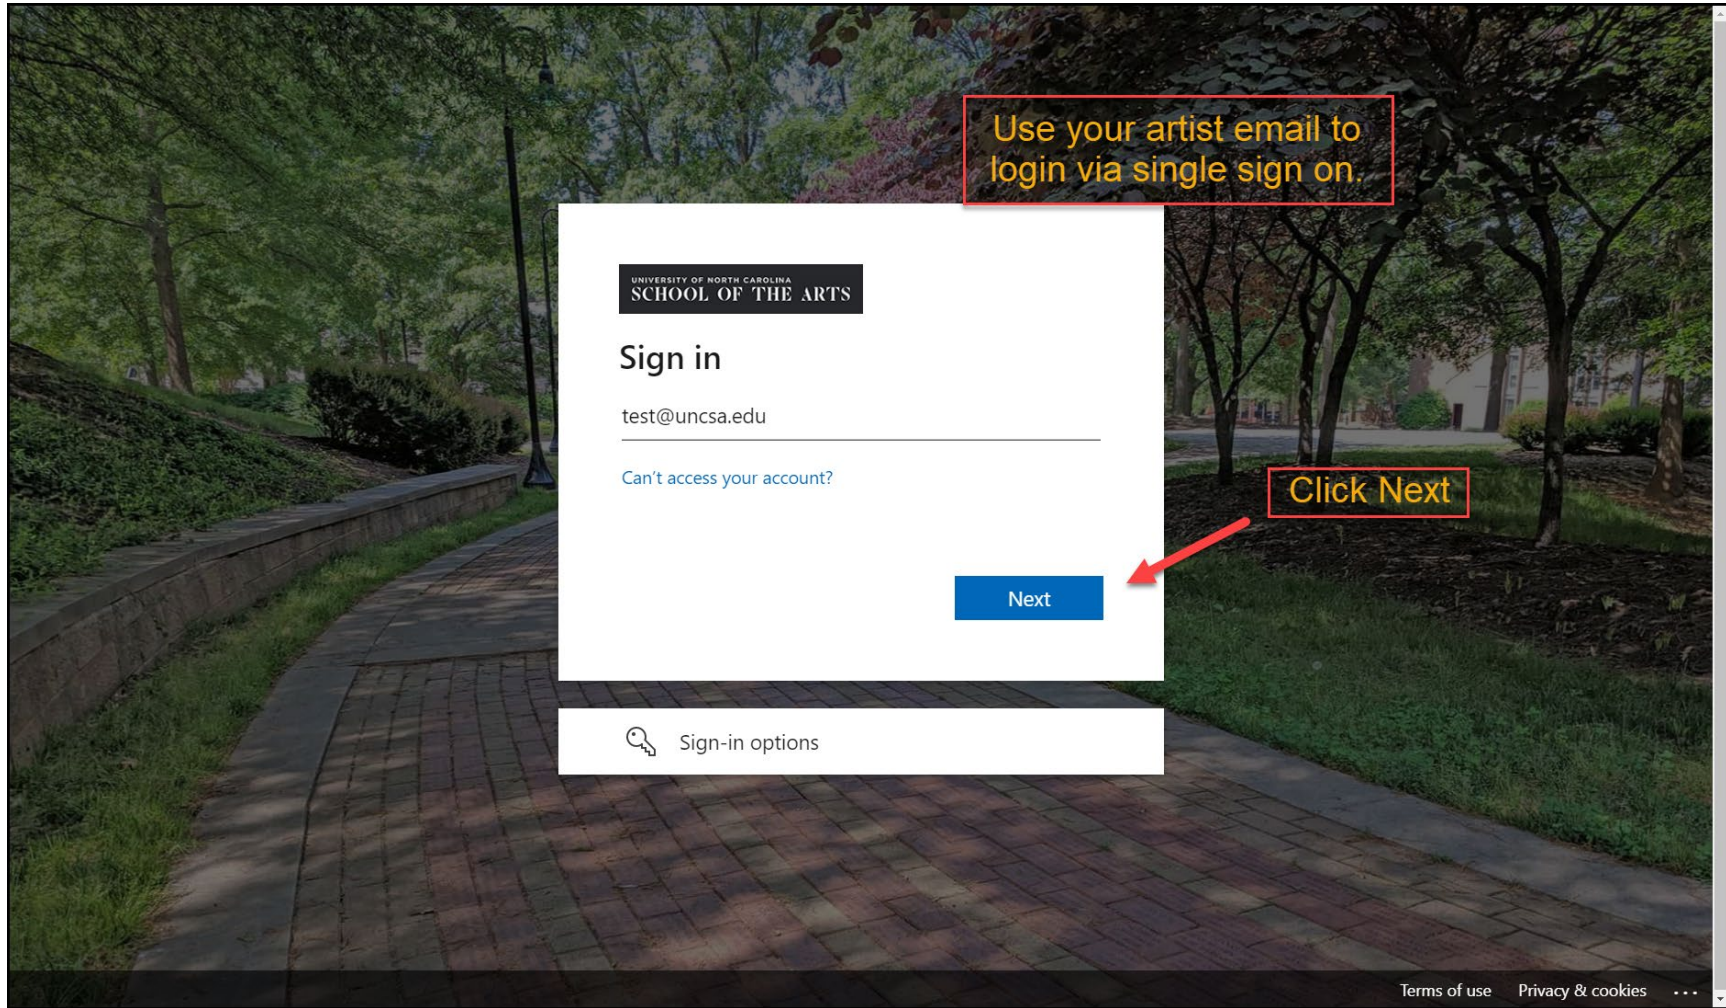 Use your artist email to
login via single sign on.
UNIVERSITY OF NORTH CAROLINA
SCHOOL OF THE ARTS
Sign in
test@uncsa.edu
Can't access your account?
Click Next
Next
Sign-in options
Terms of use Privacy & cookies ...